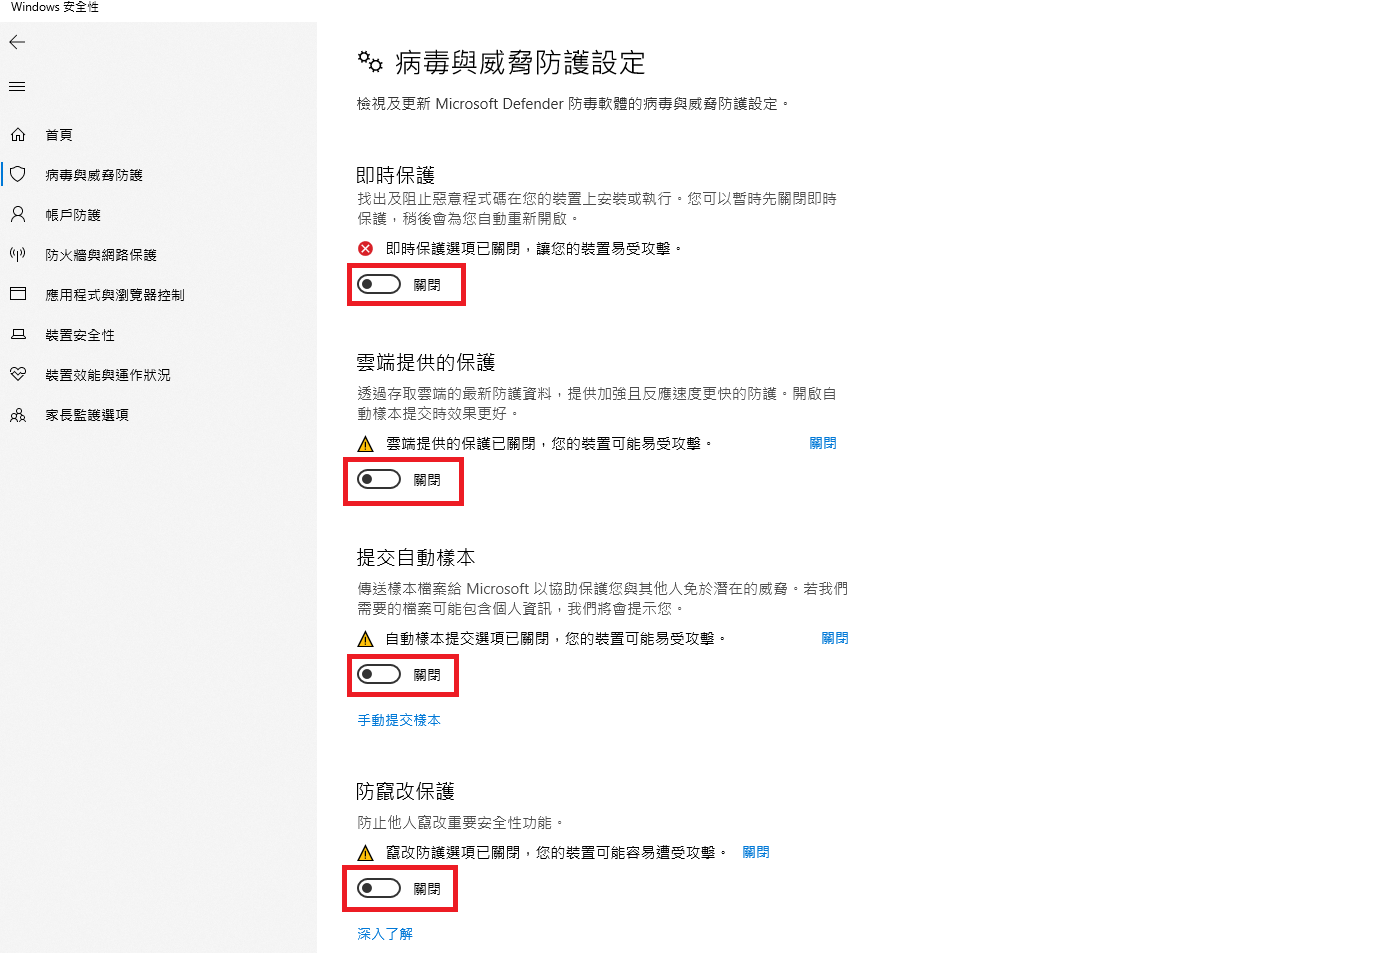 Windows 安全性
首頁
病毒與威脅防護
帳戶防護
防火牆與網路保護
應用程式與瀏覽器控制
裝置安全性
裝置效能與運作狀況
家長監護選項
病毒與威脅防護設定
檢視及更新 Microsoft Defender 防毒軟體的病毒與威脅防護設定。
即時保護
找出及阻止惡意程式碼在您的裝置上安裝或執行。您可以暫時先關閉即時
保護，稍後會為您自動重新開啟。
即時保護選項已關閉，讓您的裝置易受攻擊。
關閉
雲端提供的保護
透過存取雲端的最新防護資料，提供加強且反應速度更快的防護。開啟自
動樣本提交時效果更好。
雲端提供的保護已關閉，您的裝置可能易受攻擊。 關閉
關閉
提交自動樣本
傳送樣本檔案給 Microsoft 以協助保護您與其他人免於潛在的威脅。若我們
需要的檔案可能包含個人資訊，我們將會提示您。
自動樣本提交選項已關閉，您的裝置可能易受攻擊。 關閉
關閉
手動提交樣本
防竄改保護
防止他人竄改重要安全性功能。
竄改防護選項已關閉，您的裝置可能容易遭受攻擊。 關閉
關閉
深入了解